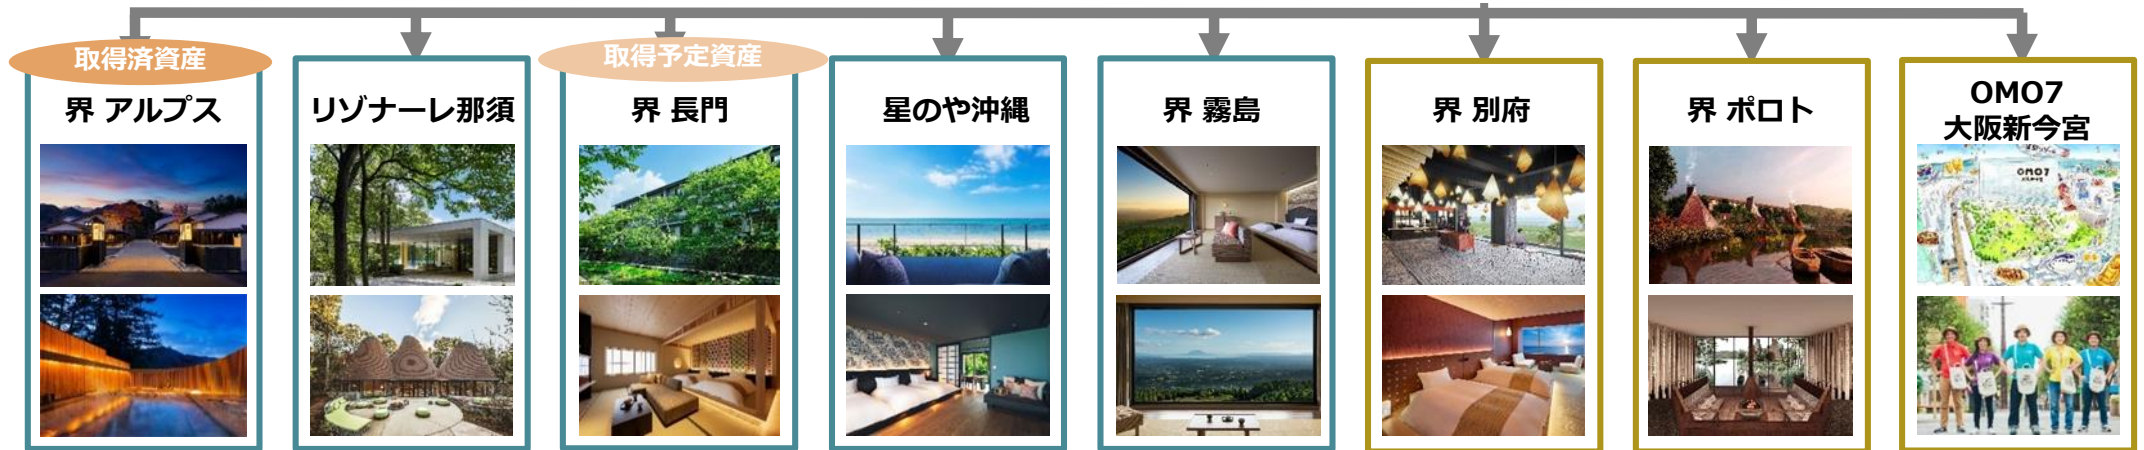 取得済資産
取得予定資産
界 アルプス
リゾナーレ那須
界 長門
星のや沖縄
界 霧島
界 別府
界 ポロト
OMO7
大阪新今宮
OMO7